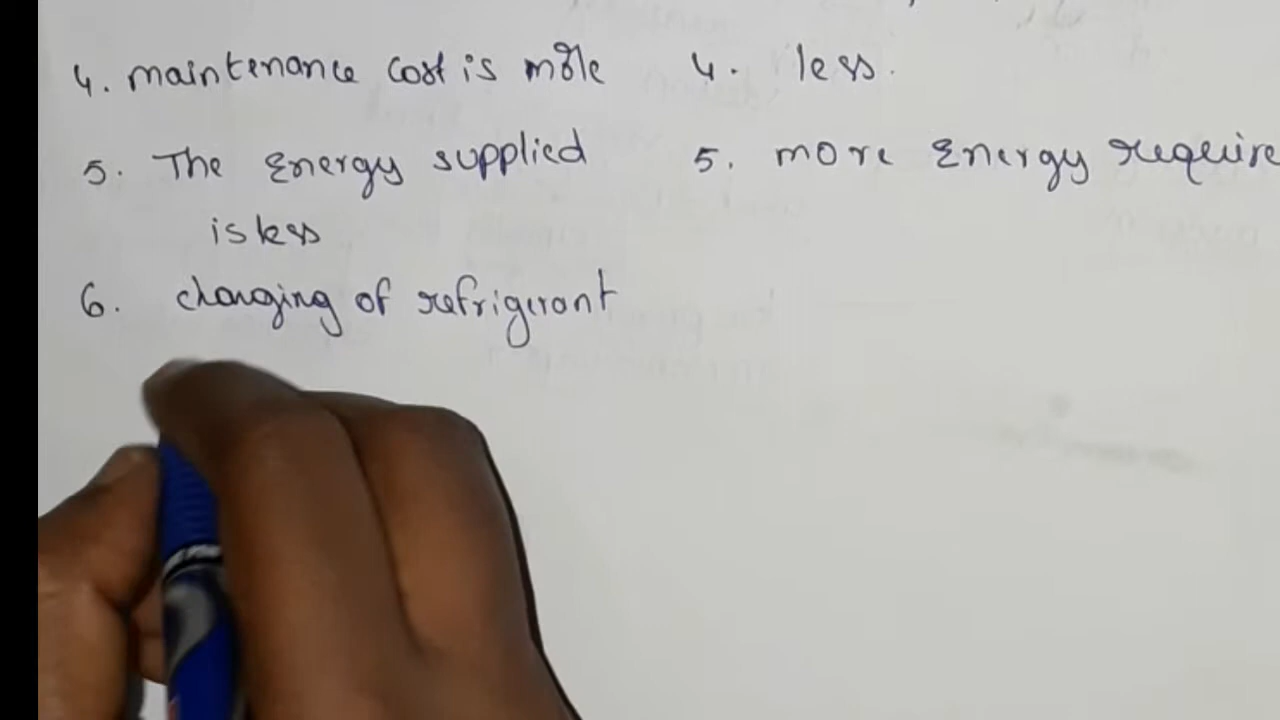 4. maintenance cost is more 4. less.
5. The Energy supplied 5. more Energy require
is less
6. charging of refrigerant